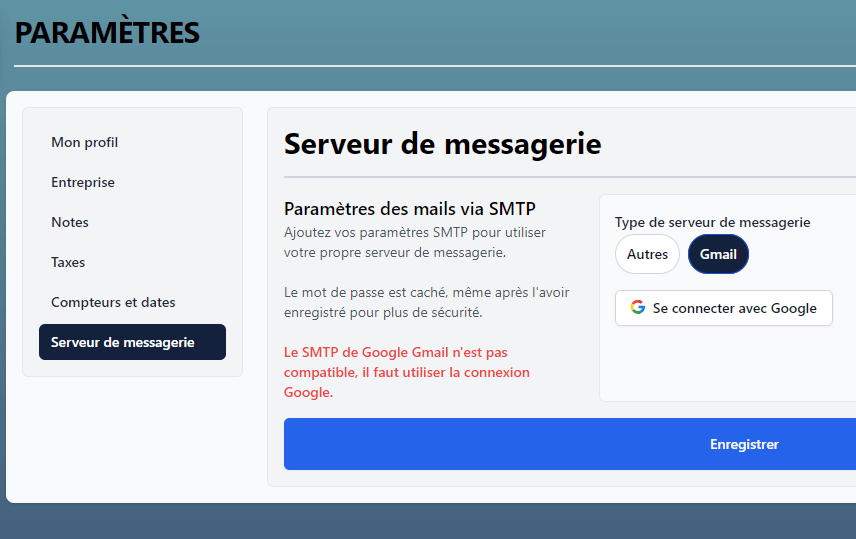 PARAMÈTRES
Mon profil
Entreprise
Notes
Taxes
Compteurs et dates
Serveur de messagerie
Serveur de messagerie
Paramètres des mails via SMTP
Ajoutez vos paramètres SMTP pour utiliser
votre propre serveur de messagerie.
Le mot de passe est caché, même après l'avoir
enregistré pour plus de sécurité.
Le SMTP de Google Gmail n'est pas
compatible, il faut utiliser la connexion
Google.
Type de serveur de messagerie
Autres Gmail
Se connecter avec Google
Enregistrer